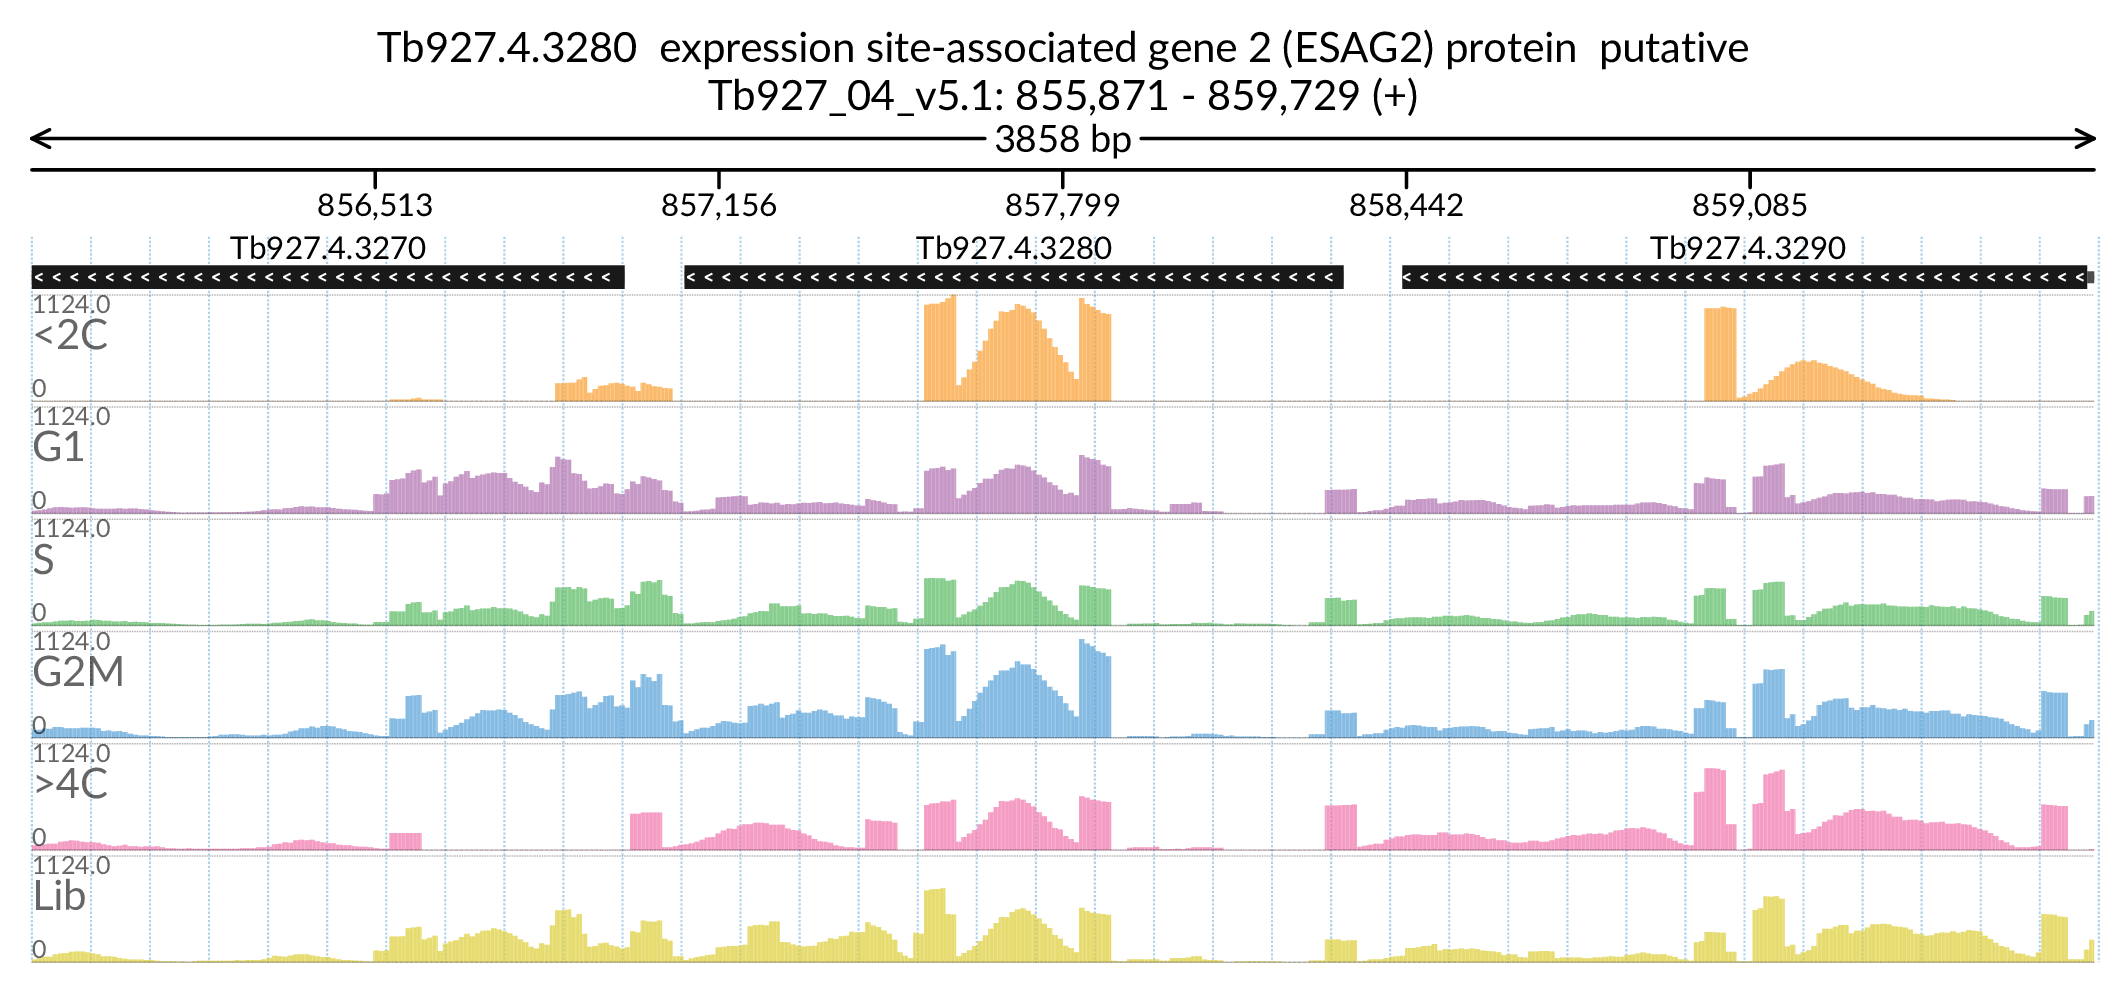 Tb927.4.3280  expression site-associated gene 2 (ESAG2) protein  putative
Tb927_04_v5.1: 855,871 - 859,729 (+)
3858 bp
856,513 857,156 857,799 858,442 859,085
Tb927.4.3270 Tb927.4.3280 Tb927.4.3290
1124.0
<2C
0
1124.0
G1
0
1124.0
S
0
1124.0
G2M
0
1124.0
>4C
0
1124.0
Lib
0